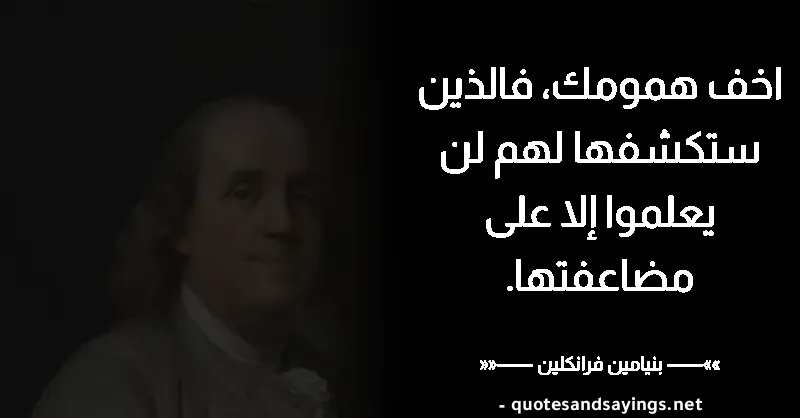 اخف همومك، فالذين
ستكشفها لهم لن
يعلموا إلا على
مضاعفتها.
»»—— بنيامين فرانكلين ——««
- quotesandsayings.net